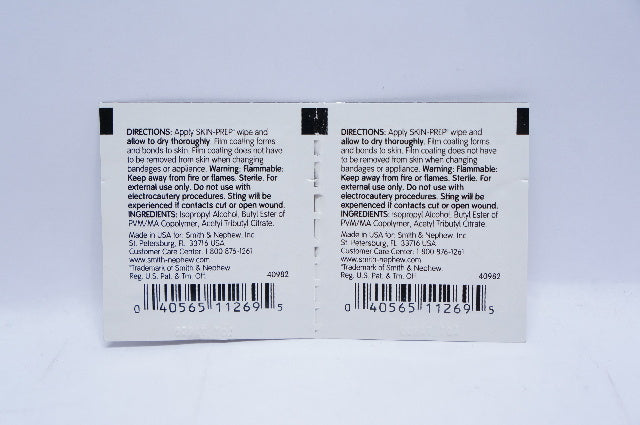 DIRECTIONS: Apply SKIN-PREP* wipe and
allow to dry thoroughly. Film coating forms
and bonds to skin. Film coating does not have
to be removed from skin when changing
bandages or appliance. Warning: Flammable:
Keep away from fire or flames. Sterile. For
external use only. Do not use with
electrocautery procedures. Sting will be
experienced if contacts cut or open wound.
INGREDIENTS: Isopropyl Alcohol, Butyl Ester of
PVM/MA Copolymer, Acetyl Tributyl Citrate.
Made in USA for: Smith & Nephew, Inc
St. Petersburg, FL 33716 USA
Customer Care Center: 1 800 876-1261
www.smith-nephew.com
*Trademark of Smith & Nephew
Reg. U.S. Pat. & Tm. Off. 40982
0 40565 11269 5
DIRECTIONS: Apply SKIN-PREP* wipe and
allow to dry thoroughly. Film coating forms
and bonds to skin. Film coating does not have
to be removed from skin when changing
bandages or appliance. Warning: Flammable:
Keep away from fire or flames. Sterile. For
external use only. Do not use with
electrocautery procedures. Sting will be
experienced if contacts cut or open wound.
INGREDIENTS: Isopropyl Alcohol, Butyl Ester of
PVM/MA Copolymer, Acetyl Tributyl Citrate.
Made in USA for: Smith & Nephew, Inc
St. Petersburg, FL 33716 USA
Customer Care Center: 1 800 876-1261
www.smith-nephew.com
*Trademark of Smith & Nephew.
Reg. U.S. Pat. & Tm. Off. 40982
0 40565 11269 5